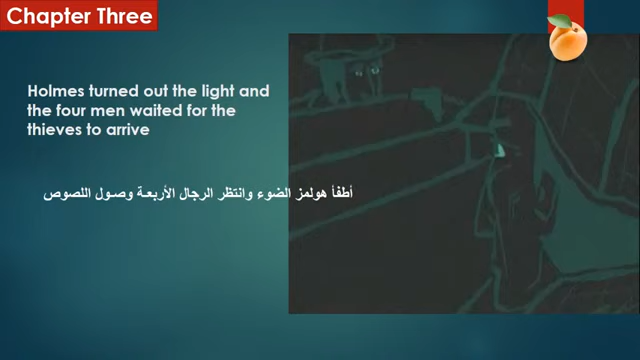 Chapter Three
Holmes turned out the light and
the four men waited for the
thieves to arrive
أطفأ هولمز الضوء وانتظر الرجال الأربعة وصول اللصوص